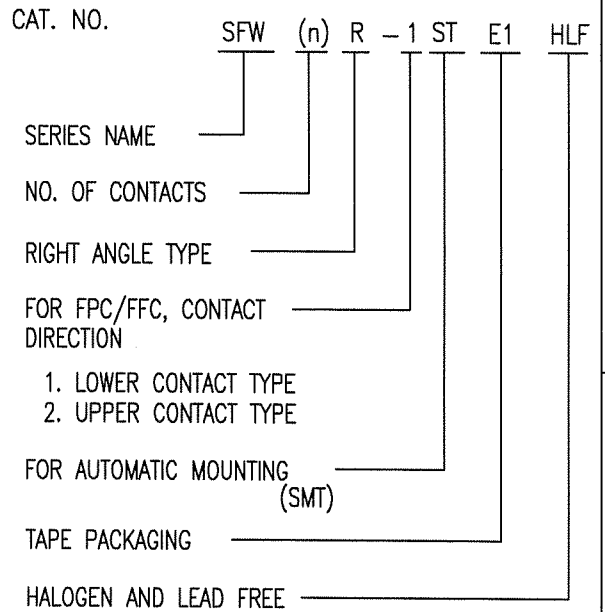 CAT. NO.
SFW (n) R – 1 ST E1 HLF
SERIES NAME
NO. OF CONTACTS
RIGHT ANGLE TYPE
FOR FPC/FFC, CONTACT
DIRECTION
1. LOWER CONTACT TYPE
2. UPPER CONTACT TYPE
FOR AUTOMATIC MOUNTING
(SMT)
TAPE PACKAGING
HALOGEN AND LEAD FREE